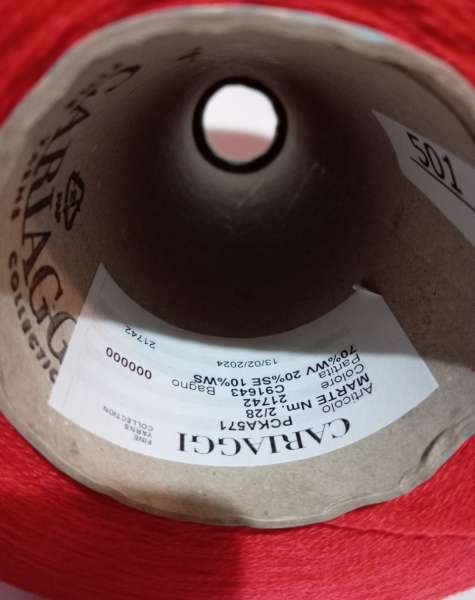 CARIAGGI
FINE
YARNS
COLLECTION
Articolo PCKA571
MARTE Nm. 2/28
Colore 21742
Partita C91643 Bagno 000000
70%WV 20%SE 10%WS
13/02/2024
21742
501
CARIAGGI
COLLECTION